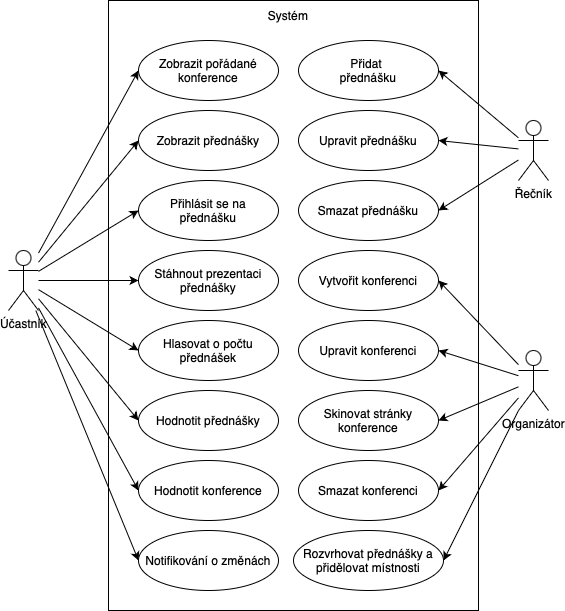 Systém
Zobrazit pořádané
konference
Přidat
přednášku
Zobrazit přednášky
Upravit přednášku
Řečník
Přihlásit se na
přednášku
Smazat přednášku
Stáhnout prezentaci
přednášky
Vytvořit konferenci
Účastník
Hlasovat o počtu
přednášek
Upravit konferenci
Hodnotit přednášky
Skinovat stránky
konference
Organizátor
Hodnotit konference
Smazat konferenci
Notifikování o změnách
Rozvrhovat přednášky a
přidělovat místnosti